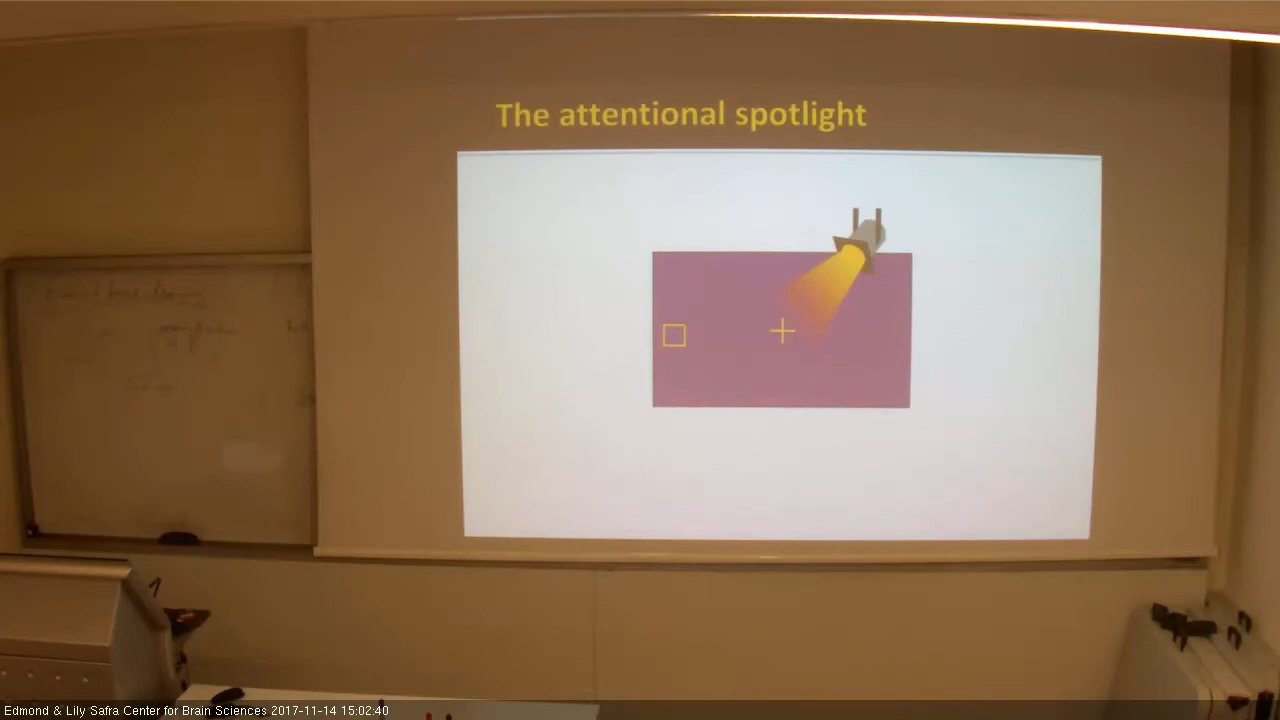 The attentional spotlight
Edmond & Lily Safra Center for Brain Sciences 2017-11-14 15:02:40